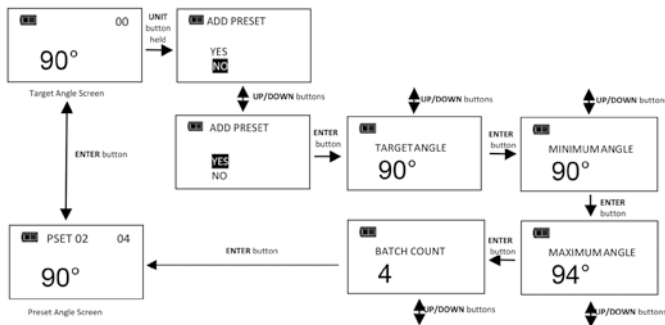 00
90°
Target Angle Screen
UNIT
button
held
ADD PRESET
YES
NO
UP/DOWN buttons
ADD PRESET
YES
NO
ENTER
button
UP/DOWN buttons
TARGET ANGLE
90°
ENTER
button
UP/DOWN buttons
MINIMUM ANGLE
90°
ENTER
button
MAXIMUM ANGLE
94°
UP/DOWN buttons
ENTER
button
BATCH COUNT
4
UP/DOWN buttons
ENTER button
ENTER button
PSET 02 04
90°
Preset Angle Screen